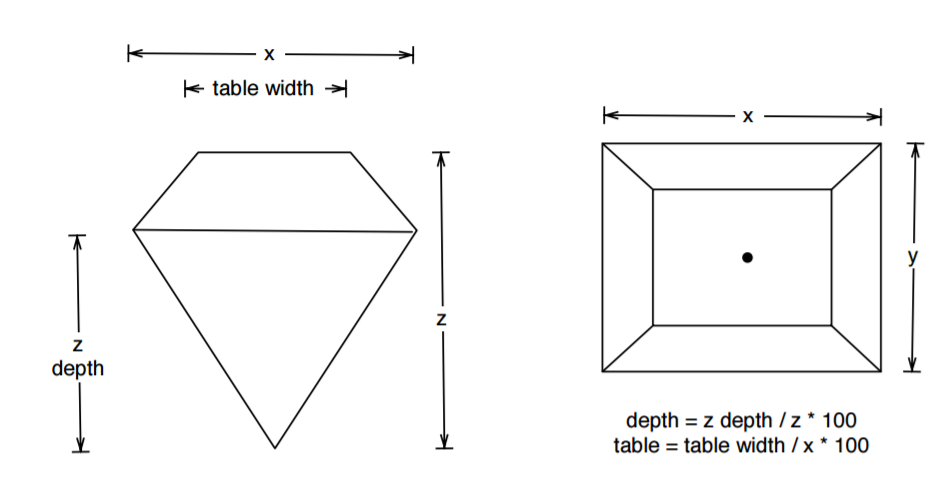 x
table width
z
depth
z
x
y
depth = z depth / z * 100
table = table width / x * 100